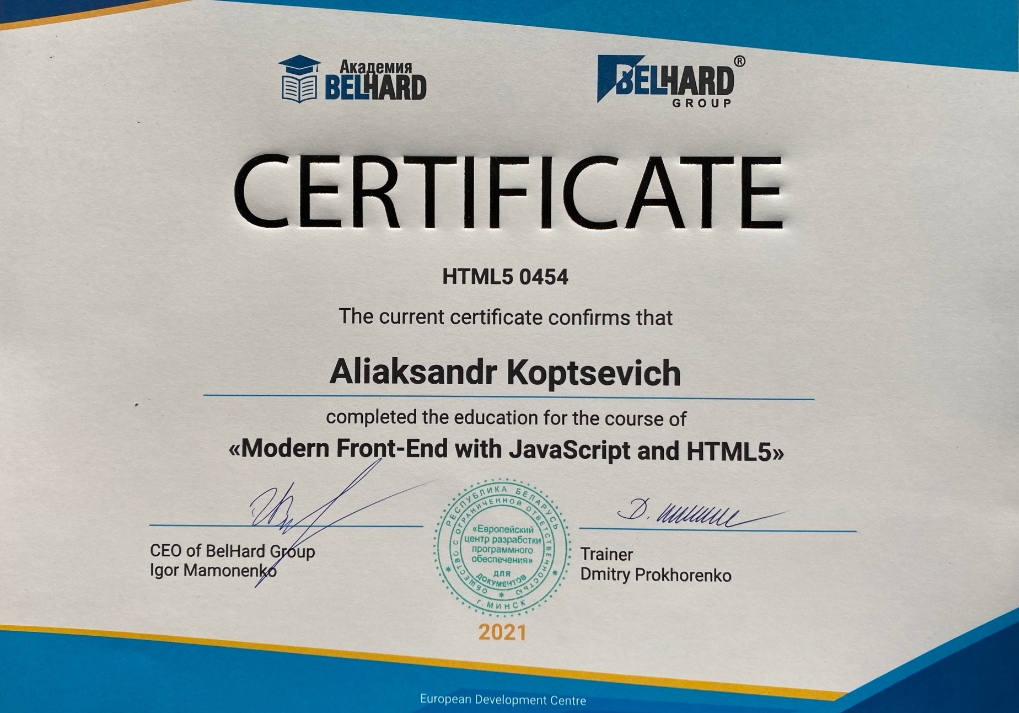 Академия
BELHARD
BELHARD®
GROUP
CERTIFICATE
HTML5 0454
The current certificate confirms that
Aliaksandr Koptsevich
completed the education for the course of
«Modern Front-End with JavaScript and HTML5»
CEO of BelHard Group
Igor Mamonenko
РЕСПУБЛИКА БЕЛАРУСЬ
ОБЩЕСТВО С ОГРАНИЧЕННОЙ ОТВЕТСТВЕННОСТЬЮ
«Европейский
центр разработки
программного
обеспечения»
ДЛЯ
ДОКУМЕНТОВ
Г.МИНСК
Trainer
Dmitry Prokhorenko
2021
European Development Centre